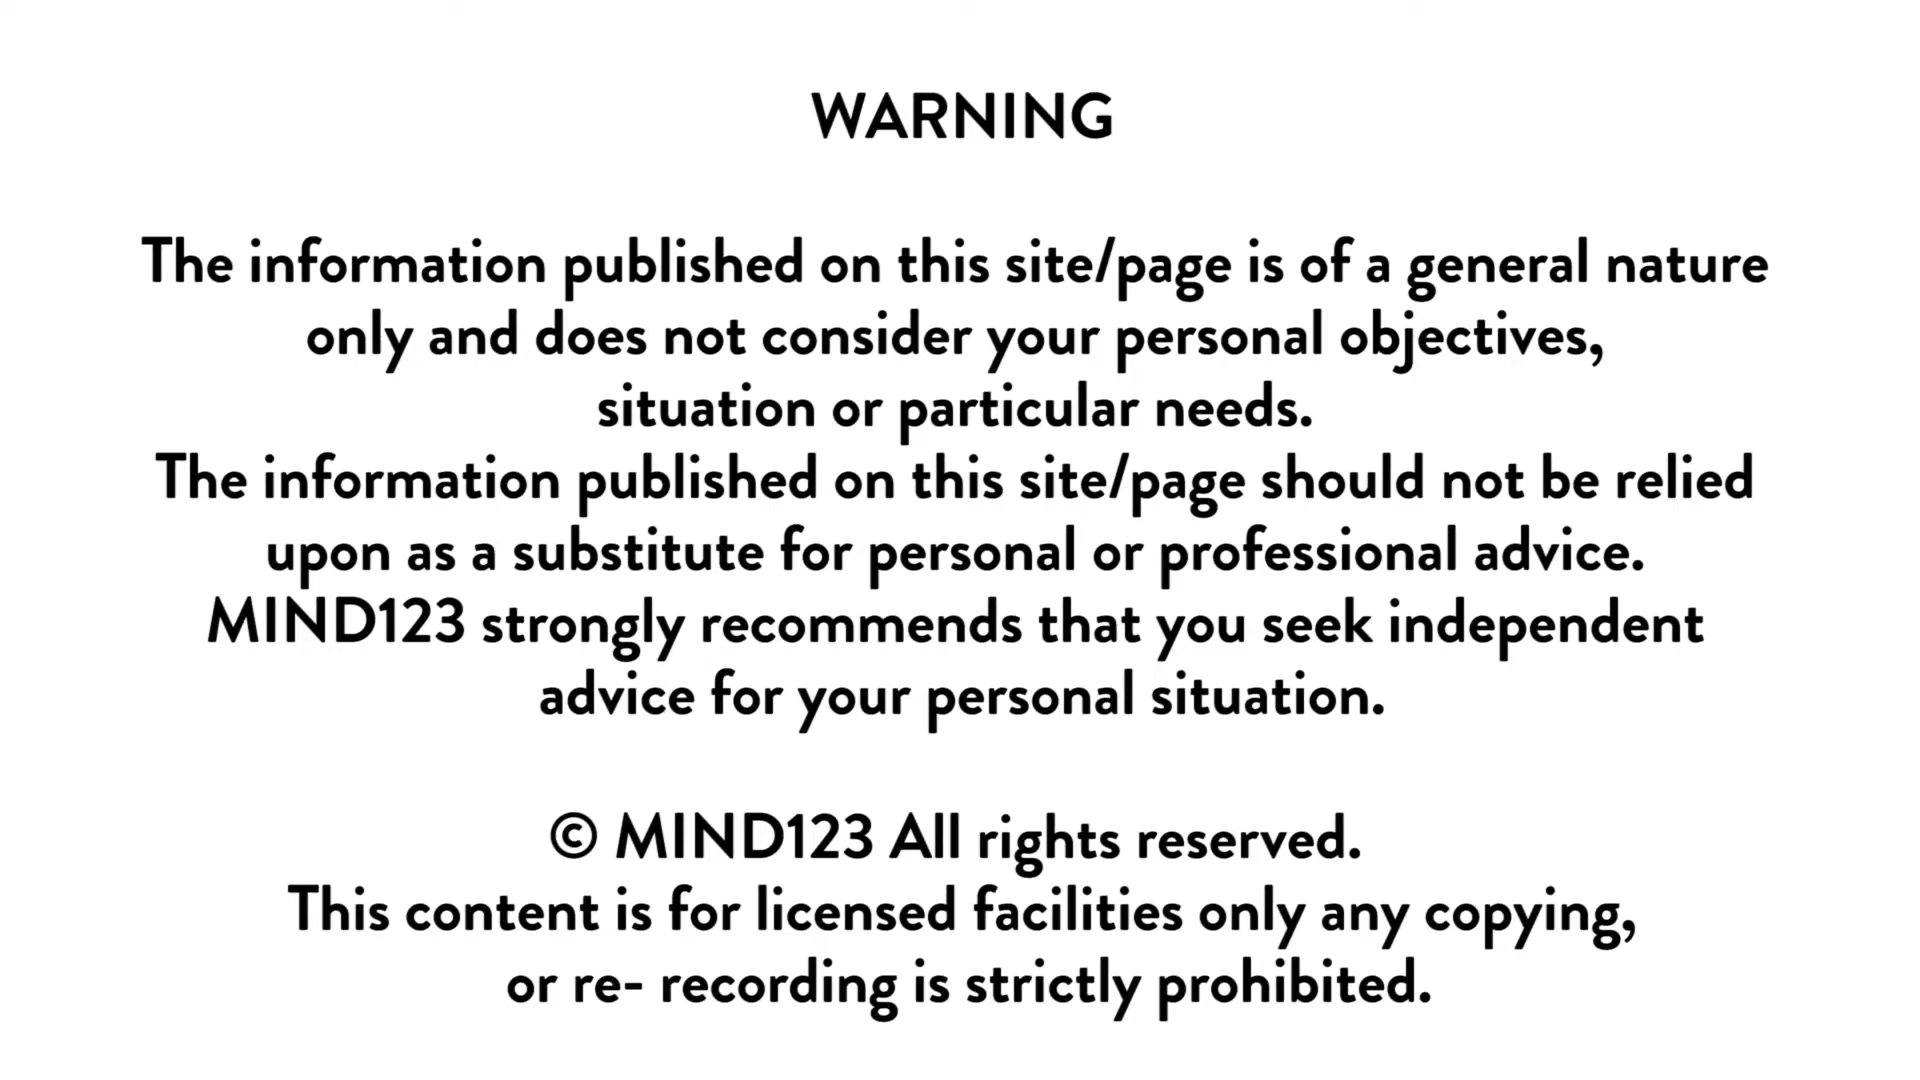 WARNING
The information published on this site/page is of a general nature
only and does not consider your personal objectives,
situation or particular needs.
The information published on this site/page should not be relied
upon as a substitute for personal or professional advice.
MIND123 strongly recommends that you seek independent
advice for your personal situation.
© MIND123 All rights reserved.
This content is for licensed facilities only any copying,
or re- recording is strictly prohibited.